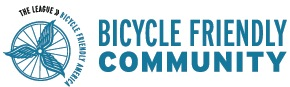 THE LEAGUE » BICYCLE FRIENDLY AMERICA
BICYCLE FRIENDLY
COMMUNITY